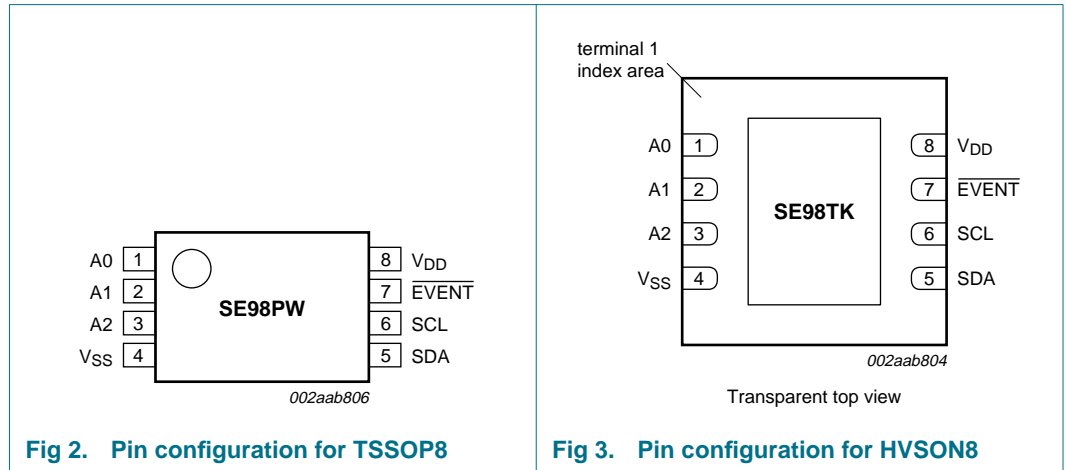 A0 1
A1 2
A2 3
VSS 4
SE98PW
8 VDD
7 EVENT
6 SCL
5 SDA
002aab806
Fig 2. Pin configuration for TSSOP8
terminal 1
index area
A0 1
A1 2
A2 3
VSS 4
SE98TK
8 VDD
7 EVENT
6 SCL
5 SDA
002aab804
Transparent top view
Fig 3. Pin configuration for HVSON8